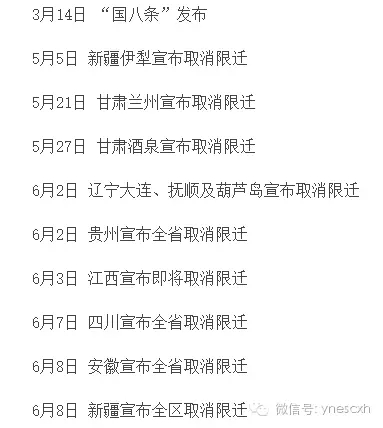 3月14日 “国八条”发布
5月5日 新疆伊犁宣布取消限迁
5月21日 甘肃兰州宣布取消限迁
5月27日 甘肃酒泉宣布取消限迁
6月2日 辽宁大连、抚顺及葫芦岛宣布取消限迁
6月2日 贵州宣布全省取消限迁
6月3日 江西宣布即将取消限迁
6月7日 四川宣布全省取消限迁
6月8日 安徽宣布全省取消限迁
6月8日 新疆宣布全区取消限迁
微信号: ynescxh